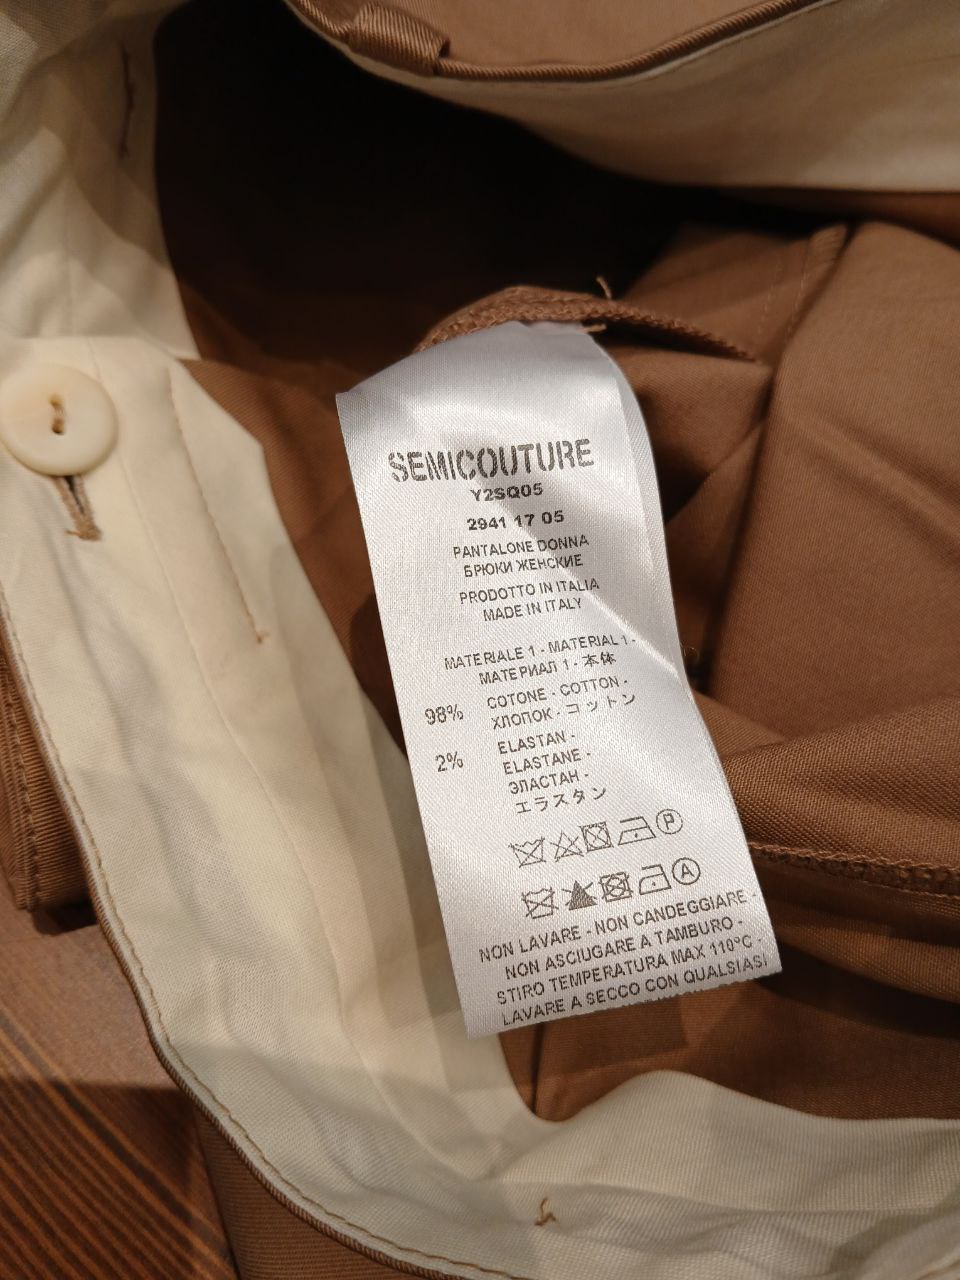 SEMICOUTURE
Y2SQ05
2941 17 05
PANTALONE DONNA
БРЮКИ ЖЕНСКИЕ
PRODOTTO IN ITALIA
MADE IN ITALY
MATERIALE 1 - MATERIAL 1 -
МАТЕРИАЛ 1 - 本体
98% COTONE - COTTON -
ХЛОПОК - コットン
2% ELASTAN -
ELASTANE -
ЭЛАСТАН -
エラスタン
P
A
NON LAVARE - NON CANDEGGIARE -
NON ASCIUGARE A TAMBURO -
STIRO TEMPERATURA MAX 110°C -
LAVARE A SECCO CON QUALSIASI